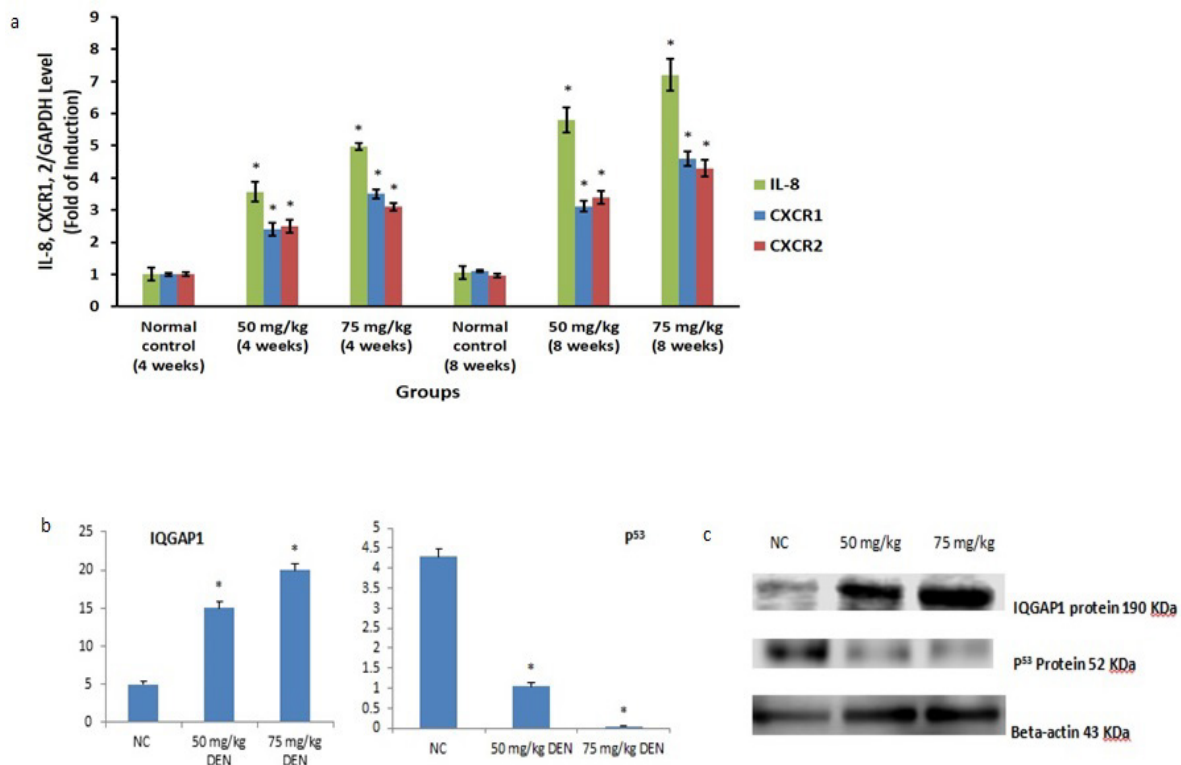 a
IL-8, CXCR1, 2/GAPDH Level
(Fold of Induction)
9
8
7
6
5
4
3
2
1
0
*
*
*
*
*
*
*
*
*
*
*
*
IL-8
CXCR1
CXCR2
Normal
control
(4 weeks)
50 mg/kg
(4 weeks)
75 mg/kg
(4 weeks)
Normal
control
(8 weeks)
50 mg/kg
(8 weeks)
75 mg/kg
(8 weeks)
Groups
b
IQGAP1
25
20
15
10
5
0
*
*
NC
50 mg/kg
DEN
75 mg/kg
DEN
p53
5
4.5
4
3.5
3
2.5
2
1.5
1
0.5
0
*
*
NC
50 mg/kg DEN
75 mg/kg DEN
c
NC 50 mg/kg 75 mg/kg
IQGAP1 protein 190 KDa
P53 Protein 52 KDa
Beta-actin 43 KDa